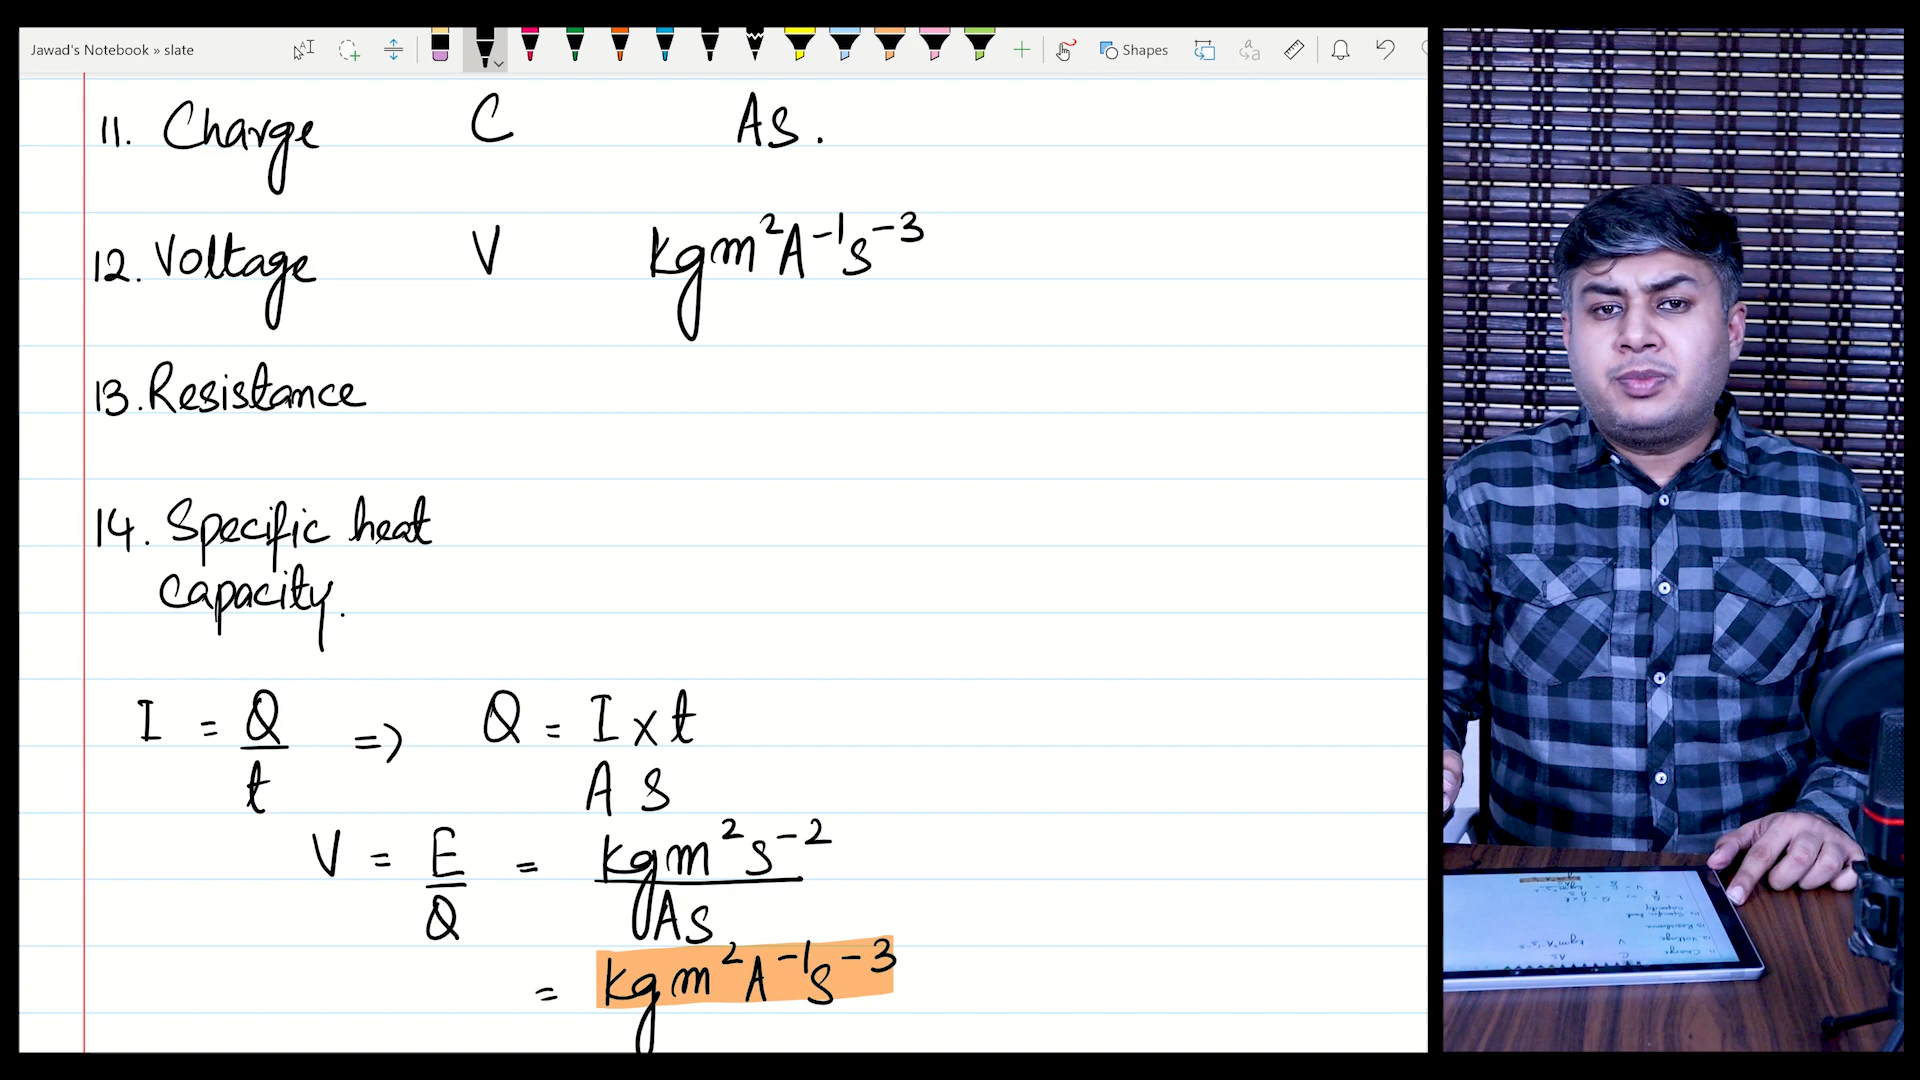 Jawad's Notebook » slate
Shapes
11. Charge C As.
12. Voltage V kgm²A⁻¹s⁻³
13. Resistance
14. Specific heat
capacity.
I = Q/t => Q = I x t
A s
V = E/Q = kgm²s⁻²/As
= kgm²A⁻¹s⁻³